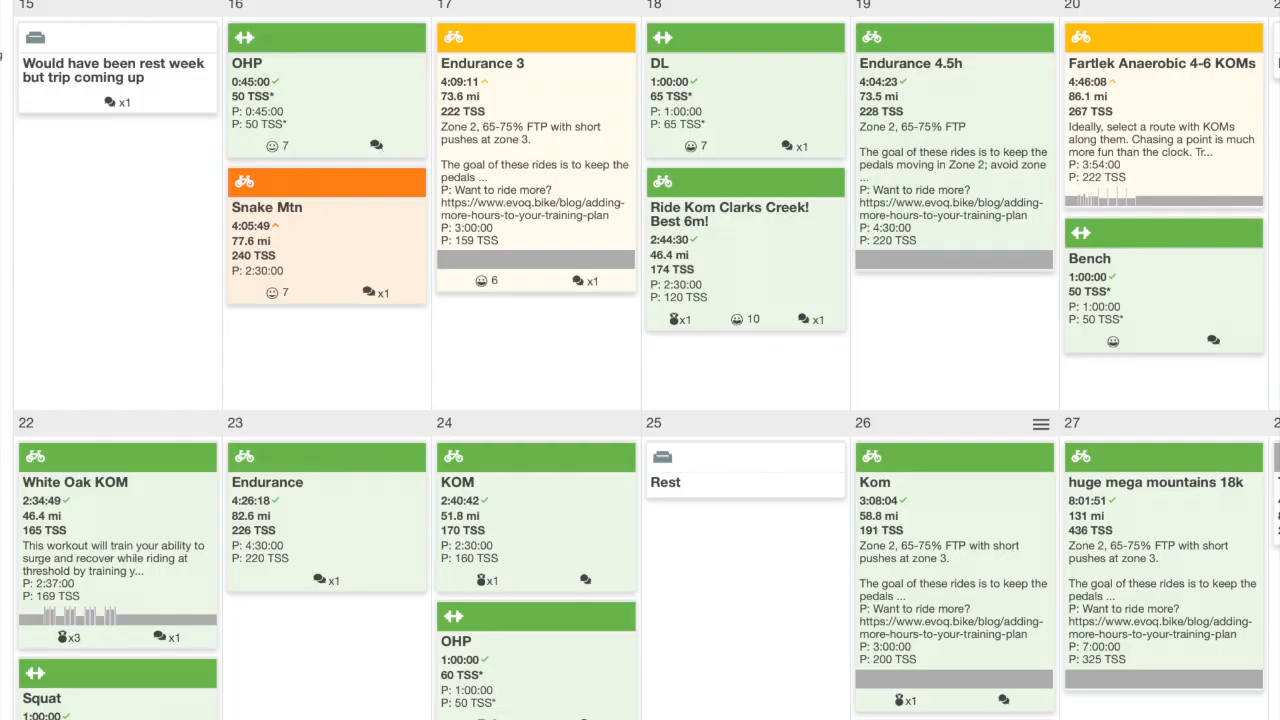 15
Would have been rest week
but trip coming up
x1
16
OHP
0:45:00
50 TSS*
P: 0:45:00
P: 50 TSS*
7
Snake Mtn
4:05:49
77.6 mi
240 TSS
P: 2:30:00
7
x1
17
Endurance 3
4:09:11
73.6 mi
222 TSS
Zone 2, 65-75% FTP with short
pushes at zone 3.
The goal of these rides is to keep the
pedals ...
P: Want to ride more?
https://www.evoq.bike/blog/adding-
more-hours-to-your-training-plan
P: 3:00:00
P: 159 TSS
6
x1
18
DL
1:00:00
65 TSS*
P: 1:00:00
P: 65 TSS*
7
x1
Ride Kom Clarks Creek!
Best 6m!
2:44:30
46.4 mi
174 TSS
P: 2:30:00
P: 120 TSS
x1
10
x1
19
Endurance 4.5h
4:04:23
73.5 mi
228 TSS
Zone 2, 65-75% FTP
The goal of these rides is to keep the
pedals moving in Zone 2; avoid zone
...
P: Want to ride more?
https://www.evoq.bike/blog/adding-
more-hours-to-your-training-plan
P: 4:30:00
P: 220 TSS
20
Fartlek Anaerobic 4-6 KOMs
4:46:08
86.1 mi
267 TSS
Ideally, select a route with KOMs
along them. Chasing a point is much
more fun than the clock. Tr...
P: 3:54:00
P: 222 TSS
Bench
1:00:00
50 TSS*
P: 1:00:00
P: 50 TSS*
22
White Oak KOM
2:34:49
46.4 mi
165 TSS
This workout will train your ability to
surge and recover while riding at
threshold by training y...
P: 2:37:00
P: 169 TSS
x3
x1
Squat
1:00:00
23
Endurance
4:26:18
82.6 mi
226 TSS
P: 4:30:00
P: 220 TSS
x1
24
KOM
2:40:42
51.8 mi
170 TSS
P: 2:30:00
P: 160 TSS
x1
OHP
1:00:00
60 TSS*
P: 1:00:00
P: 50 TSS*
25
Rest
26
Kom
3:08:04
58.8 mi
191 TSS
Zone 2, 65-75% FTP with short
pushes at zone 3.
The goal of these rides is to keep the
pedals ...
P: Want to ride more?
https://www.evoq.bike/blog/adding-
more-hours-to-your-training-plan
P: 3:00:00
P: 200 TSS
x1
27
huge mega mountains 18k
8:01:51
131 mi
436 TSS
Zone 2, 65-75% FTP with short
pushes at zone 3.
The goal of these rides is to keep the
pedals ...
P: Want to ride more?
https://www.evoq.bike/blog/adding-
more-hours-to-your-training-plan
P: 7:00:00
P: 325 TSS